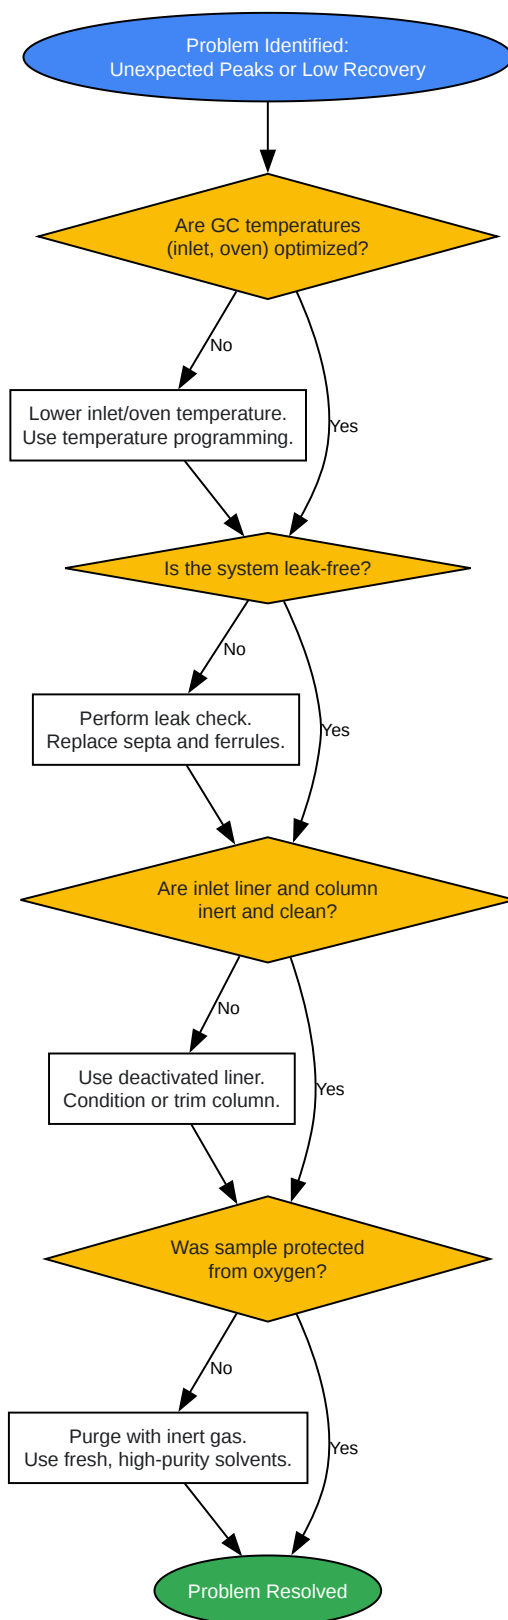 Problem Identified:
Unexpected Peaks or Low Recovery
Are GC temperatures
(inlet, oven) optimized?
No
Yes
Lower inlet/oven temperature.
Use temperature programming.
Is the system leak-free?
No
Yes
Perform leak check.
Replace septa and ferrules.
Are inlet liner and column
inert and clean?
No
Yes
Use deactivated liner.
Condition or trim column.
Was sample protected
from oxygen?
No
Yes
Purge with inert gas.
Use fresh, high-purity solvents.
Problem Resolved